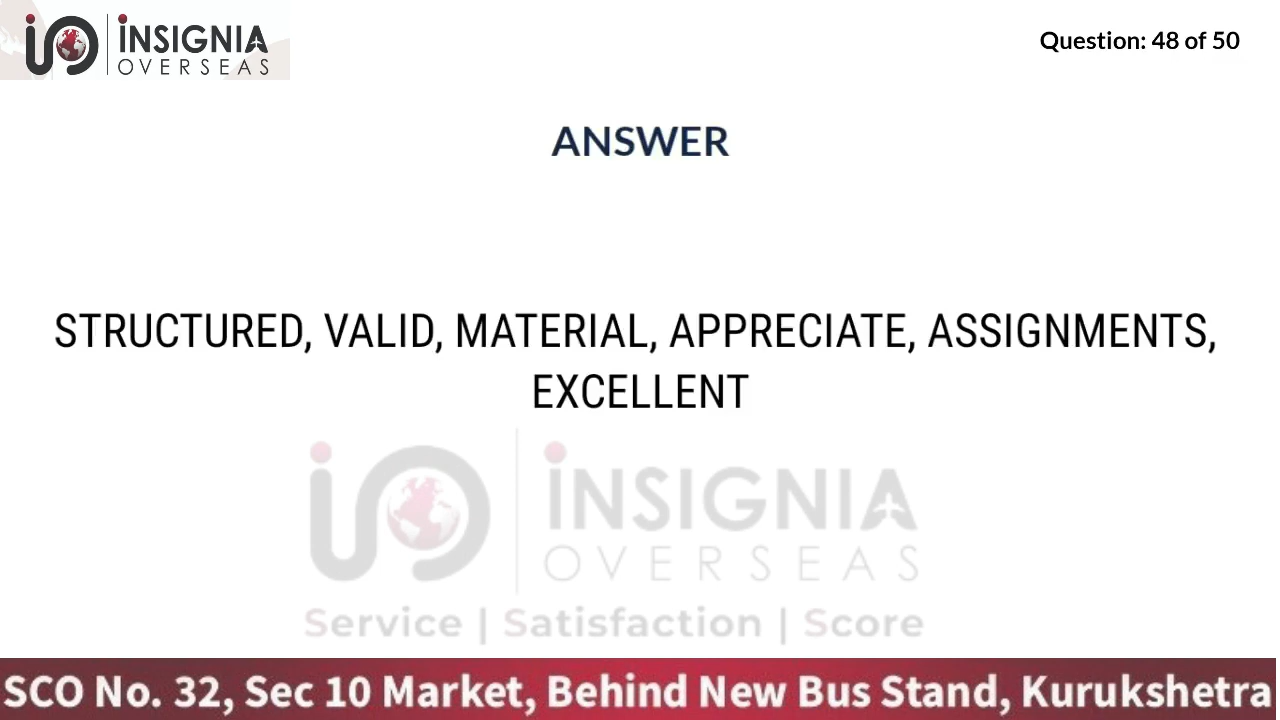 INSIGNIA
OVERSEAS
Question: 48 of 50
ANSWER
STRUCTURED, VALID, MATERIAL, APPRECIATE, ASSIGNMENTS,
EXCELLENT
INSIGNIA
OVERSEAS
Service | Satisfaction | Score
SCO No. 32, Sec 10 Market, Behind New Bus Stand, Kurukshetra